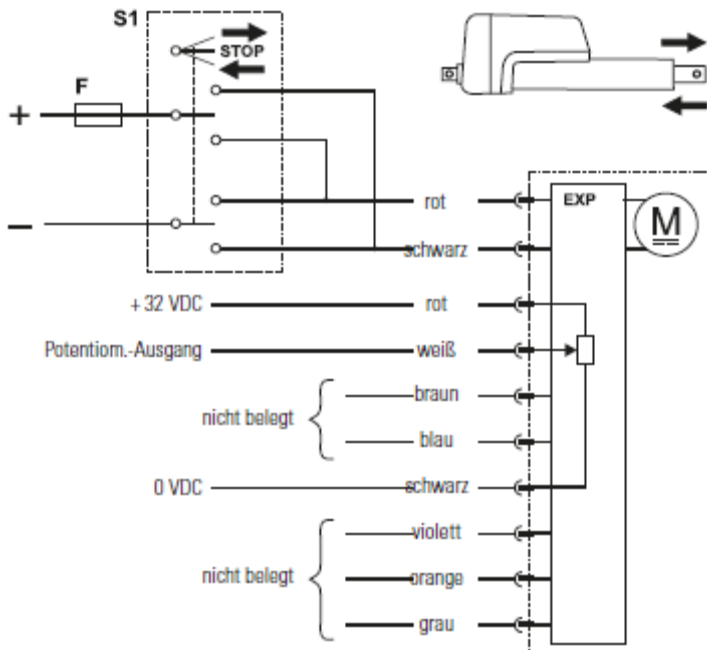 S1
STOP
F
+
−
rot
EXP
M
schwarz
+ 32 VDC
rot
Potentiom.-Ausgang
weiß
braun
nicht belegt
blau
0 VDC
schwarz
violett
nicht belegt
orange
grau